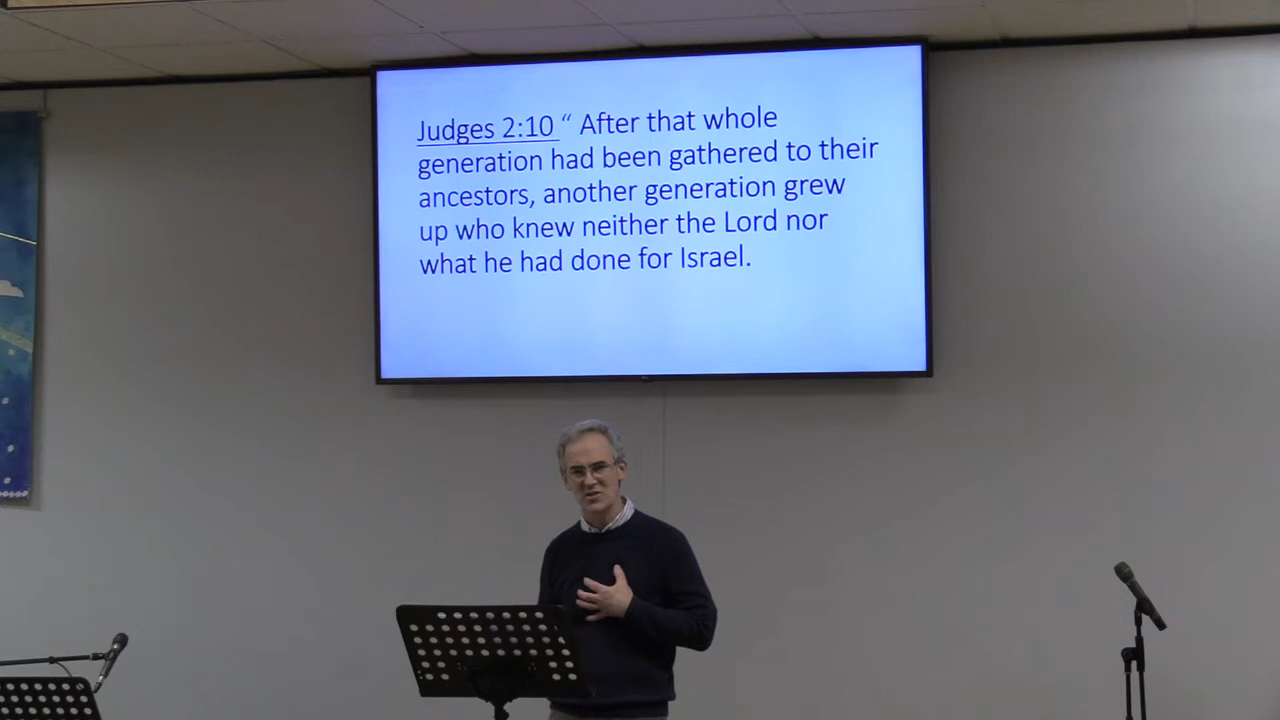 Judges 2:10 “ After that whole
generation had been gathered to their
ancestors, another generation grew
up who knew neither the Lord nor
what he had done for Israel.